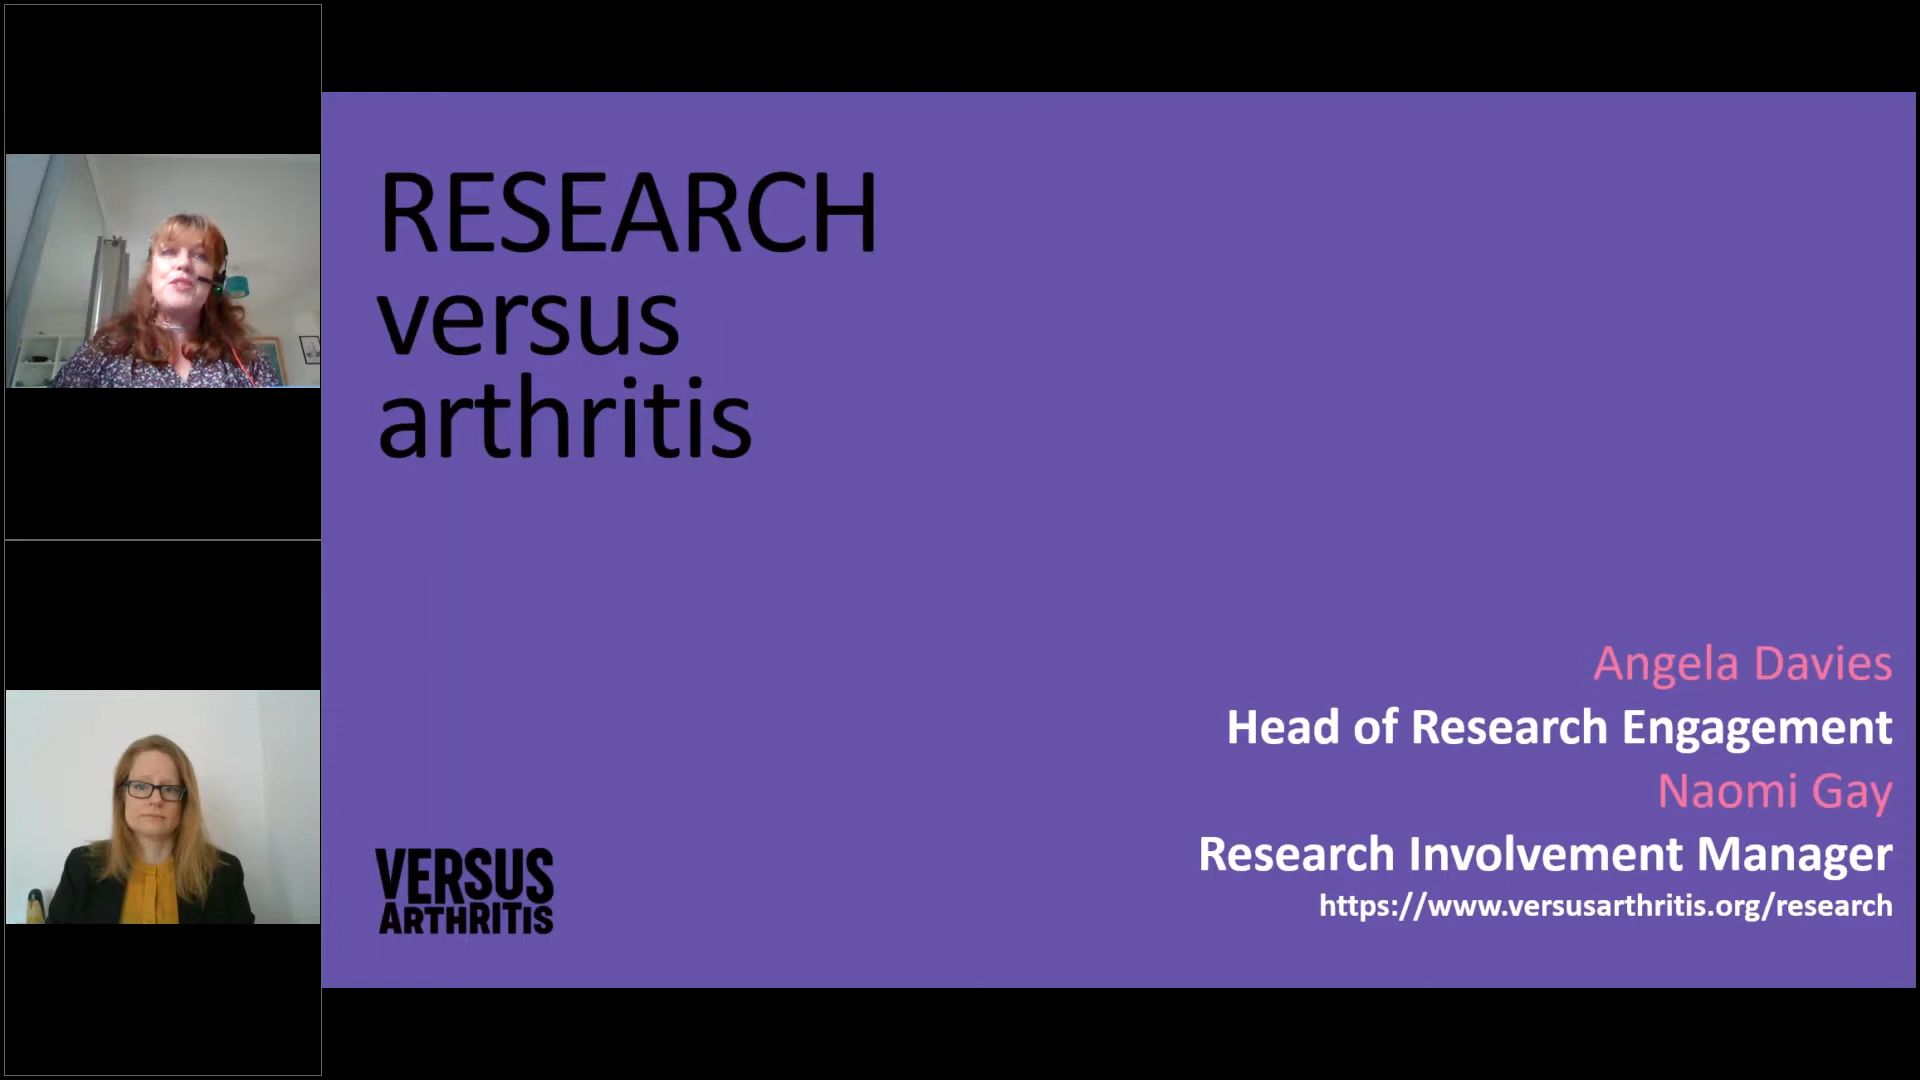 RESEARCH
versus
arthritis
Angela Davies
Head of Research Engagement
Naomi Gay
Research Involvement Manager
https://www.versusarthritis.org/research
VERSUS
ARTHRITIS